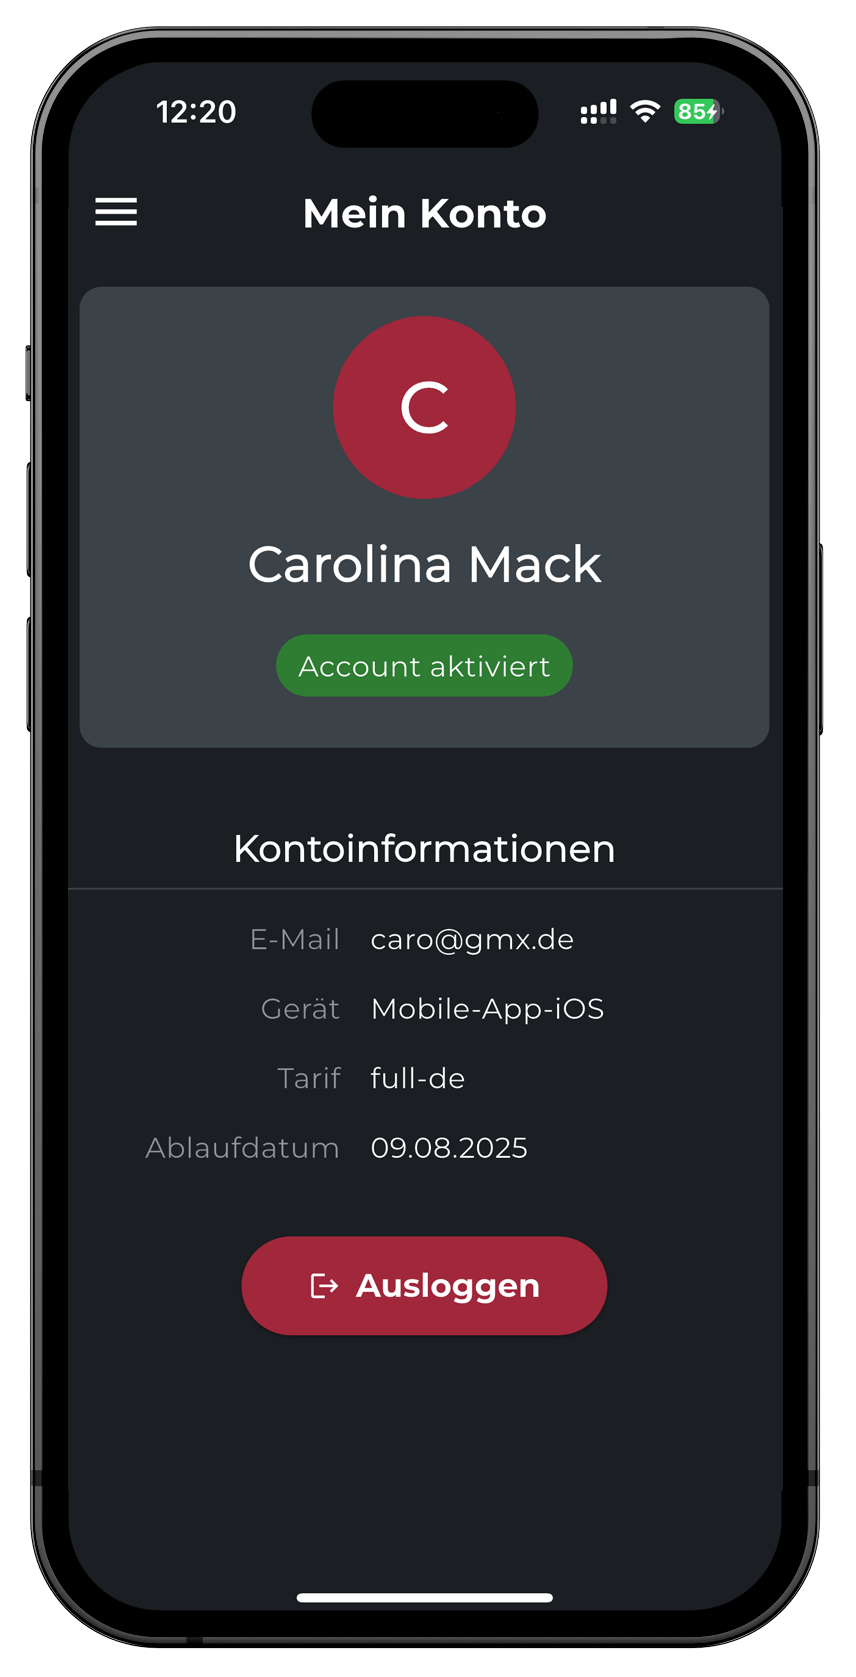 12:20
85
Mein Konto
C
Carolina Mack
Account aktiviert
Kontoinformationen
E-Mail caro@gmx.de
Gerät Mobile-App-iOS
Tarif full-de
Ablaufdatum 09.08.2025
Ausloggen